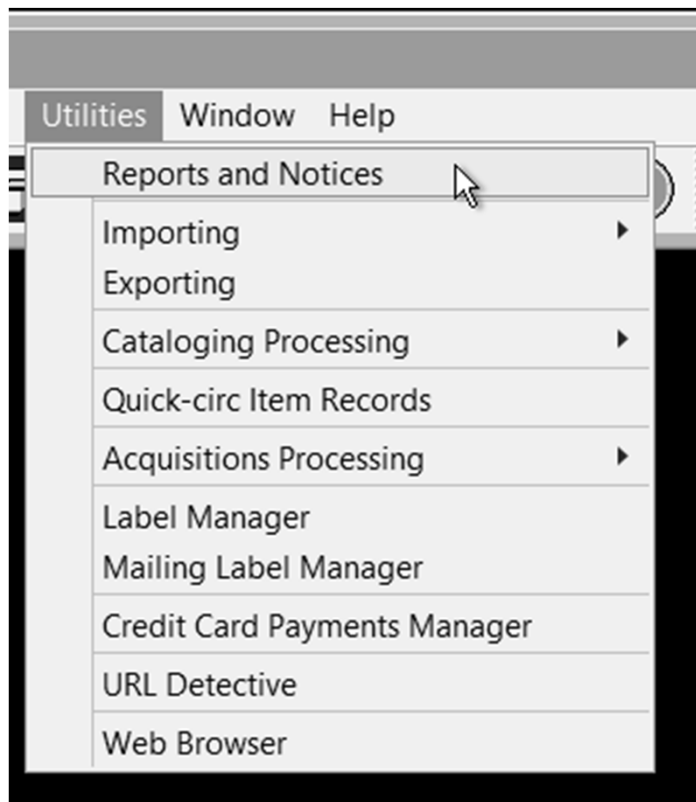 Utilities Window Help
Reports and Notices
Importing
Exporting
Cataloging Processing
Quick-circ Item Records
Acquisitions Processing
Label Manager
Mailing Label Manager
Credit Card Payments Manager
URL Detective
Web Browser